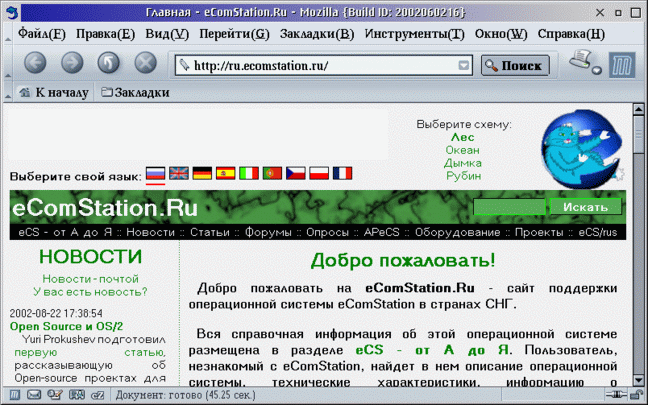 Главная - eComStation.Ru - Mozilla {Build ID: 2002060216}
Файл(F) Правка(E) Вид(V) Перейти(G) Закладки(B) Инструменты(T) Окно(W) Справка(H)
http://ru.ecomstation.ru/ Поиск
К началу Закладки
Выберите схему:
Лес
Океан
Дымка
Рубин
Выберите свой язык:
eComStation.Ru Искать
eCS - от А до Я :: Новости :: Статьи :: Форумы :: Опросы :: APeCS :: Оборудование :: Проекты :: eCS/rus
НОВОСТИ
Новости - почтой
У вас есть новость?
2002-08-22 17:38:54
Open Source и OS/2
Yuri Prokushev подготовил
первую статью,
рассказывающую об
Open-source проектах для
Добро пожаловать!
Добро пожаловать на eComStation.Ru - сайт поддержки
операционной системы eComStation в странах СНГ.
Вся справочная информация об этой операционной системе
размещена в разделе eCS - от А до Я. Пользователь,
незнакомый с eComStation, найдет в нем описание операционной
системы, технические характеристики, информацию о
Документ: готово (45.25 сек.)